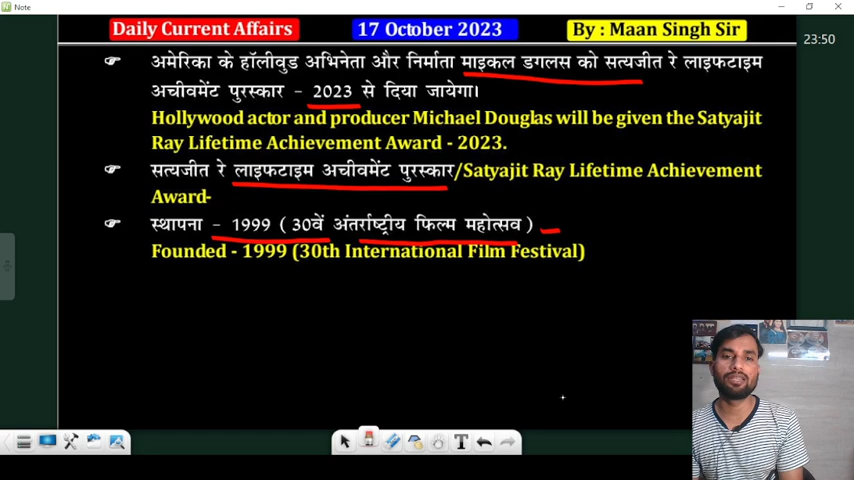 Note
Daily Current Affairs
17 October 2023
By : Maan Singh Sir
23:50
अमेरिका के हॉलीवुड अभिनेता और निर्माता माइकल डगलस को सत्यजीत रे लाइफटाइम
अचीवमेंट पुरस्कार - 2023 से दिया जायेगा।
Hollywood actor and producer Michael Douglas will be given the Satyajit
Ray Lifetime Achievement Award - 2023.
सत्यजीत रे लाइफटाइम अचीवमेंट पुरस्कार/Satyajit Ray Lifetime Achievement
Award-
स्थापना - 1999 ( 30वें अंतर्राष्ट्रीय फिल्म महोत्सव )
Founded - 1999 (30th International Film Festival)